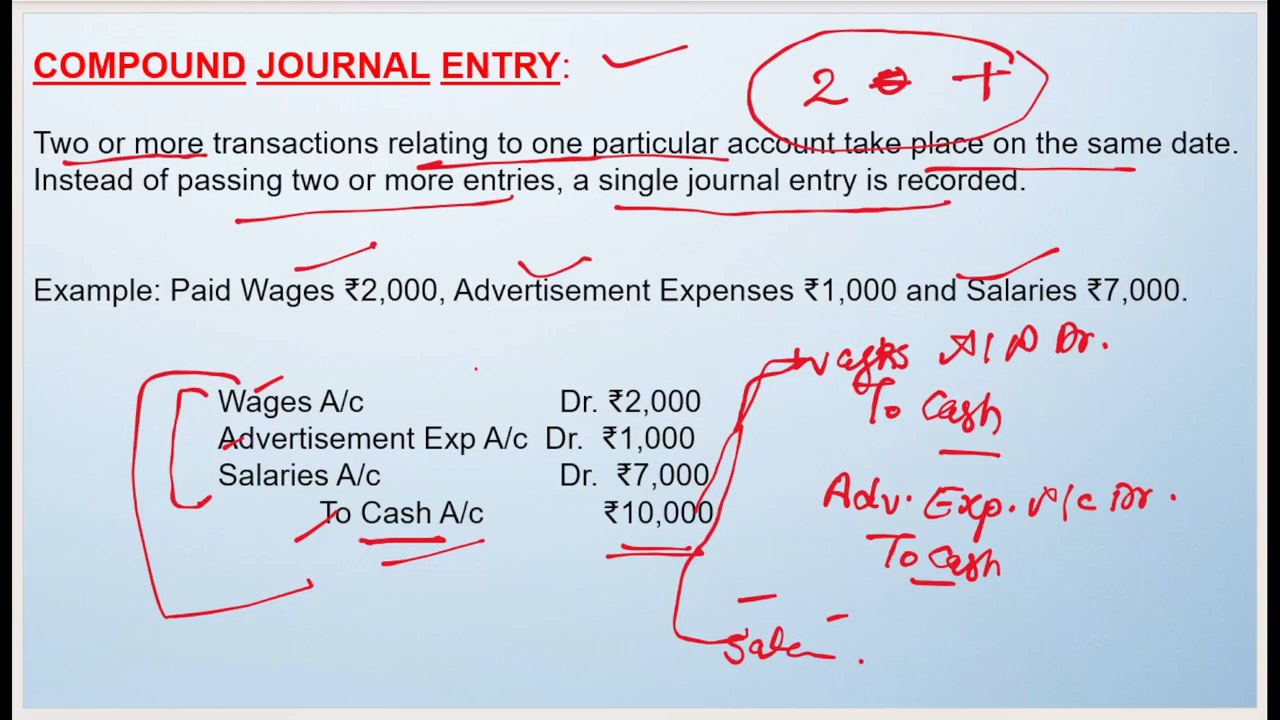 COMPOUND JOURNAL ENTRY:
2 +
Two or more transactions relating to one particular account take place on the same date.
Instead of passing two or more entries, a single journal entry is recorded.
Example: Paid Wages ₹2,000, Advertisement Expenses ₹1,000 and Salaries ₹7,000.
Wages A/c Dr. ₹2,000
Advertisement Exp A/c Dr. ₹1,000
Salaries A/c Dr. ₹7,000
To Cash A/c ₹10,000
Wages Dr.
To Cash
Adv. Exp. A/c Dr.
To Cash